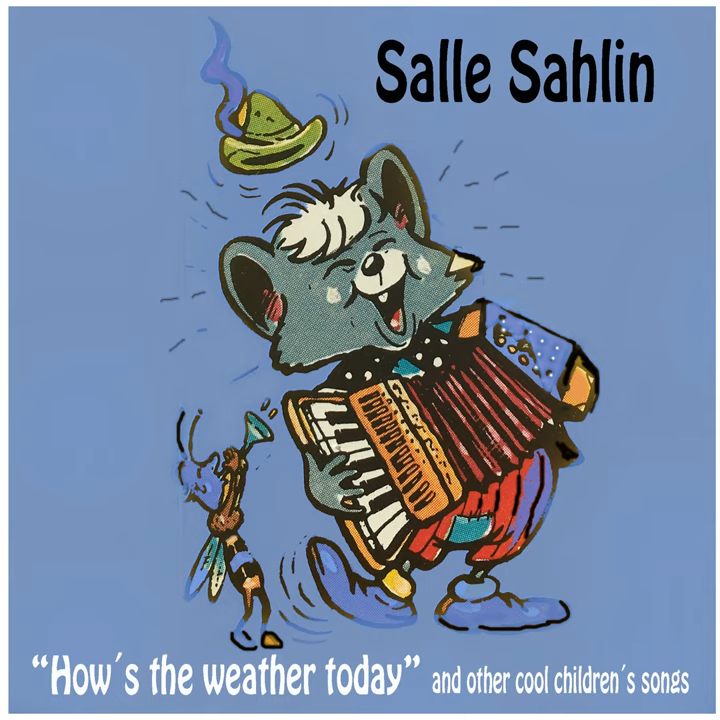 Salle Sahlin
“How´s the weather today” and other cool children´s songs